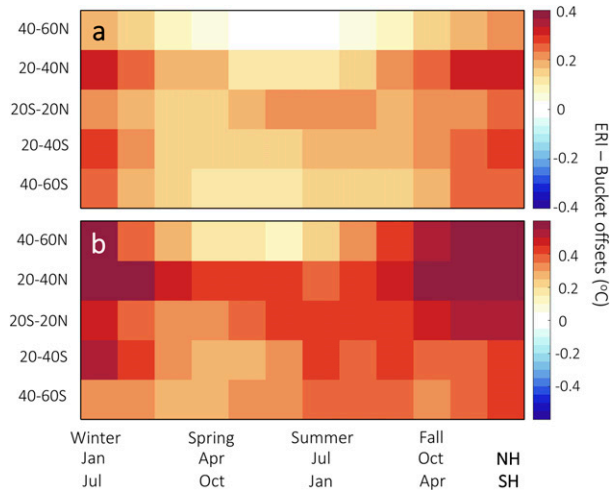 a
40-60N
20-40N
20S-20N
20-40S
40-60S
0.4
0.2
0
-0.2
-0.4
b
40-60N
20-40N
20S-20N
20-40S
40-60S
0.4
0.2
0
-0.2
-0.4
ERI – Bucket offsets (°C)
Winter Spring Summer Fall
Jan Apr Jul Oct NH
Jul Oct Jan Apr SH